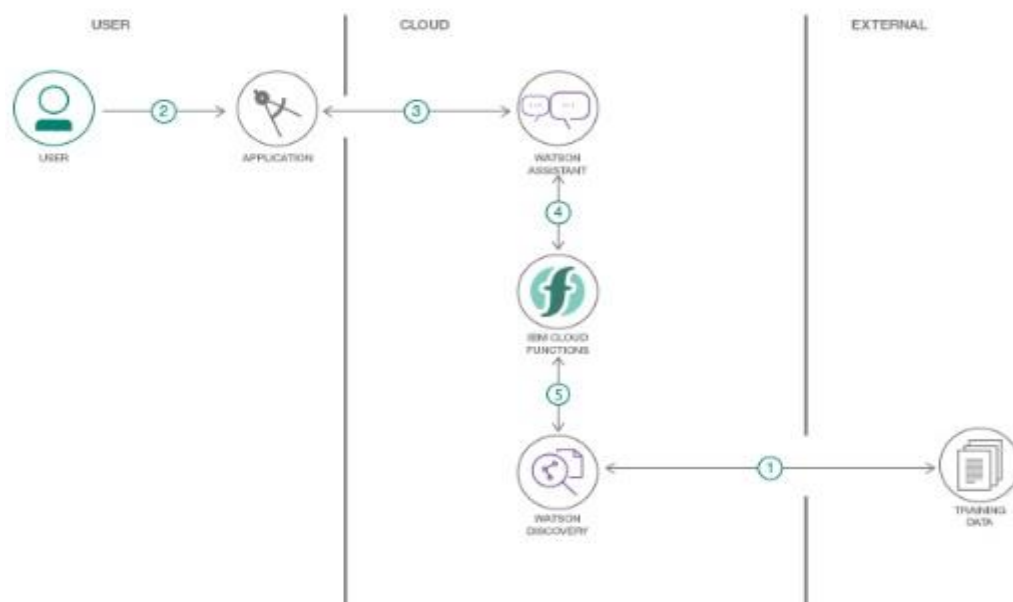 USER
CLOUD
EXTERNAL
2
3
USER
APPLICATION
WATSON
ASSISTANT
4
IBM CLOUD
FUNCTIONS
5
1
WATSON
DISCOVERY
TRAINING
DATA